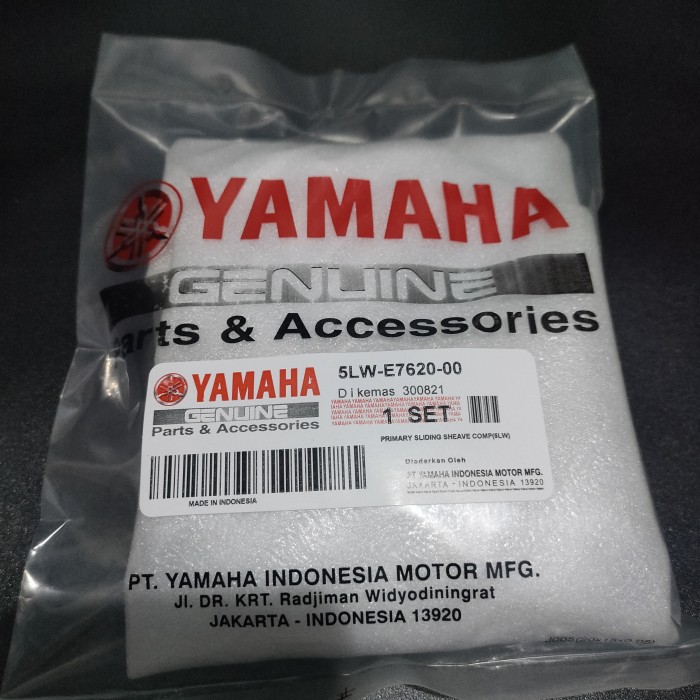 YAMAHA
GENUINE
Parts & Accessories
YAMAHA
GENUINE
Parts & Accessories
MADE IN INDONESIA
5LW-E7620-00
Dikemas 300821
1 SET
PRIMARY SLIDING SHEAVE COMP(5LW)
Diedarkan Oleh
PT YAMAHA INDONESIA MOTOR MFG.
JAKARTA - INDONESIA 13920
PT. YAMAHA INDONESIA MOTOR MFG.
Jl. DR. KRT. Radjiman Widyodiningrat
JAKARTA - INDONESIA 13920